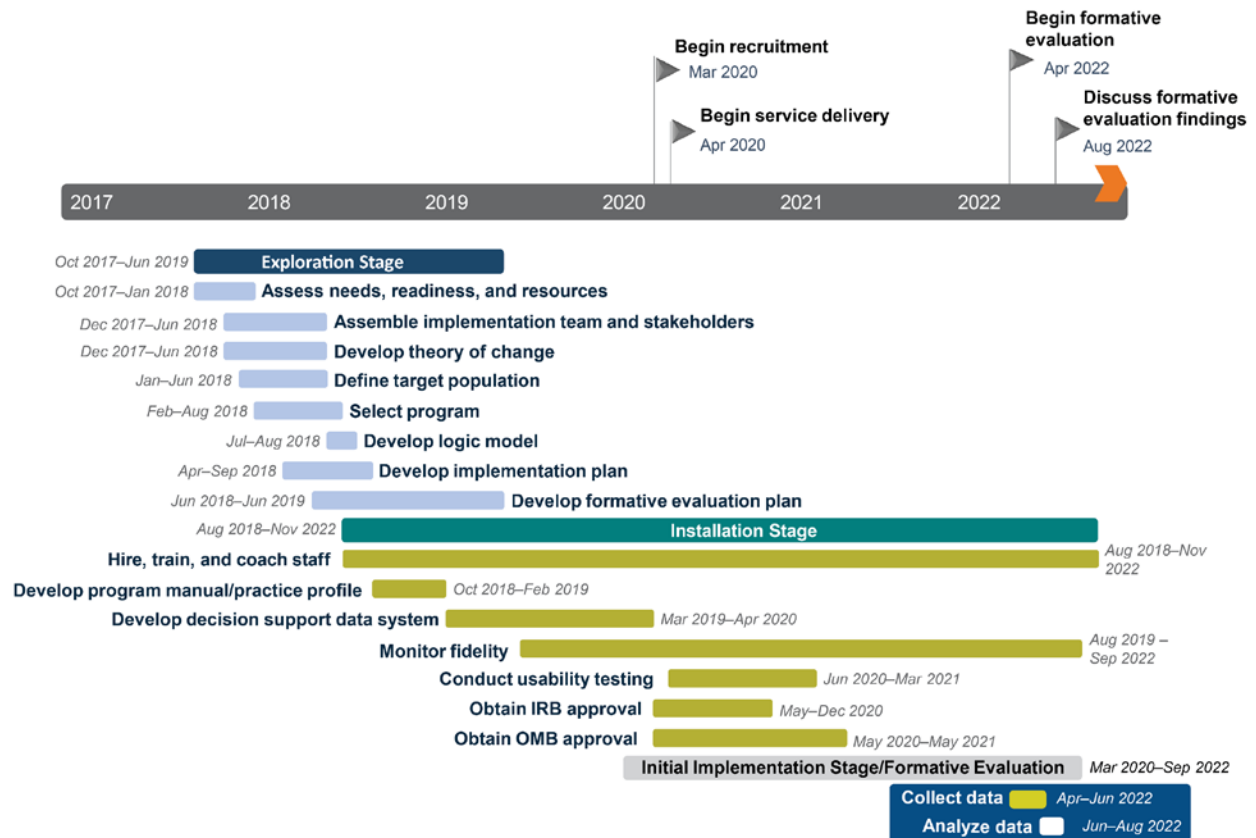 Begin recruitment
Mar 2020
Begin service delivery
Apr 2020
Begin formative
evaluation
Apr 2022
Discuss formative
evaluation findings
Aug 2022
2017 2018 2019 2020 2021 2022
Oct 2017–Jun 2019 Exploration Stage
Oct 2017–Jan 2018 Assess needs, readiness, and resources
Dec 2017–Jun 2018 Assemble implementation team and stakeholders
Dec 2017–Jun 2018 Develop theory of change
Jan–Jun 2018 Define target population
Feb–Aug 2018 Select program
Jul–Aug 2018 Develop logic model
Apr–Sep 2018 Develop implementation plan
Jun 2018–Jun 2019 Develop formative evaluation plan
Aug 2018–Nov 2022 Installation Stage
Hire, train, and coach staff Aug 2018–Nov
2022
Develop program manual/practice profile Oct 2018–Feb 2019
Develop decision support data system Mar 2019–Apr 2020
Monitor fidelity Aug 2019 –
Sep 2022
Conduct usability testing Jun 2020–Mar 2021
Obtain IRB approval May–Dec 2020
Obtain OMB approval May 2020–May 2021
Initial Implementation Stage/Formative Evaluation Mar 2020–Sep 2022
Collect data Apr–Jun 2022
Analyze data Jun–Aug 2022